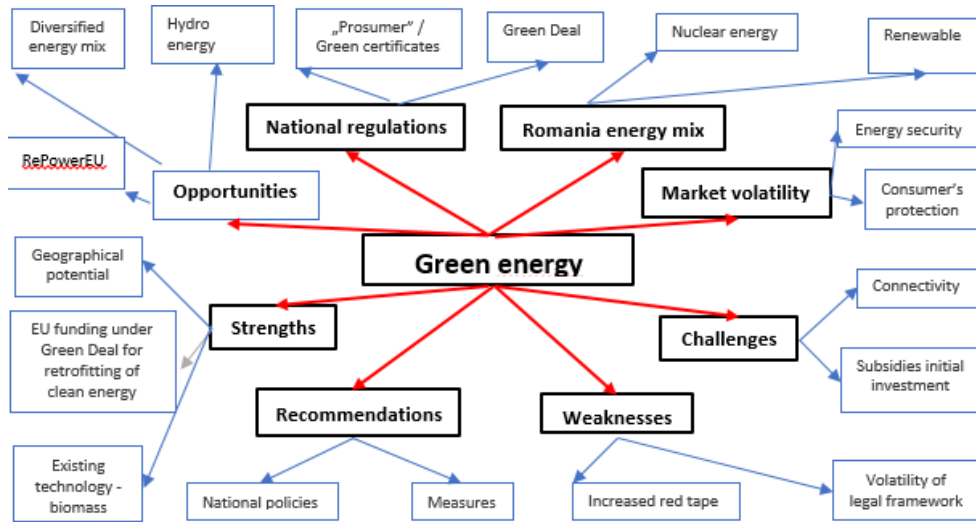 Diversified
energy mix
Hydro
energy
„Prosumer” /
Green certificates
Green Deal
Nuclear energy
Renewable
National regulations
Romania energy mix
Energy security
RePowerEU
Opportunities
Market volatility
Consumer’s
protection
Green energy
Geographical
potential
Connectivity
Strengths
Challenges
EU funding under
Green Deal for
retrofitting of
clean energy
Subsidies initial
investment
Recommendations
Weaknesses
Existing
technology -
biomass
National policies
Measures
Increased red tape
Volatility of
legal framework